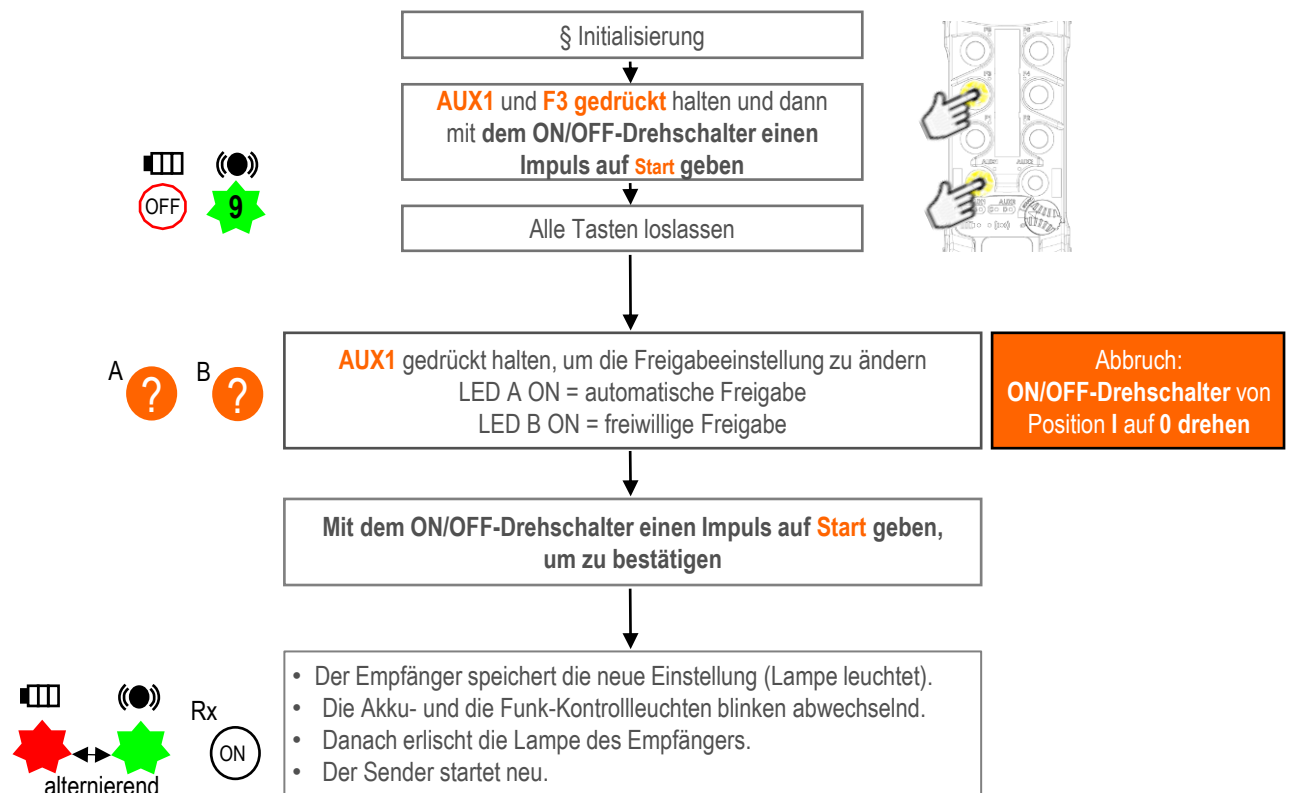 § Initialisierung
AUX1 und F3 gedrückt halten und dann
mit dem ON/OFF-Drehschalter einen
Impuls auf Start geben
OFF
9
Alle Tasten loslassen
F3
F4
AUX1
AUX2
A
?
B
?
AUX1 gedrückt halten, um die Freigabeeinstellung zu ändern
LED A ON = automatische Freigabe
LED B ON = freiwillige Freigabe
Abbruch:
ON/OFF-Drehschalter von
Position I auf 0 drehen
Mit dem ON/OFF-Drehschalter einen Impuls auf Start geben,
um zu bestätigen
Rx
ON
alternierend
• Der Empfänger speichert die neue Einstellung (Lampe leuchtet).
• Die Akku- und die Funk-Kontrollleuchten blinken abwechselnd.
• Danach erlischt die Lampe des Empfängers.
• Der Sender startet neu.